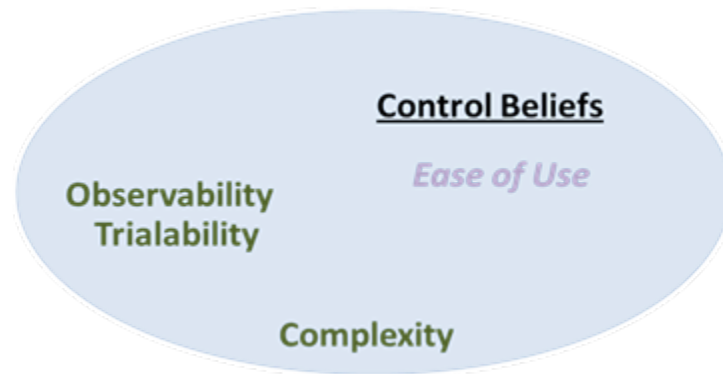 Control Beliefs
Ease of Use
Observability
Trialability
Complexity